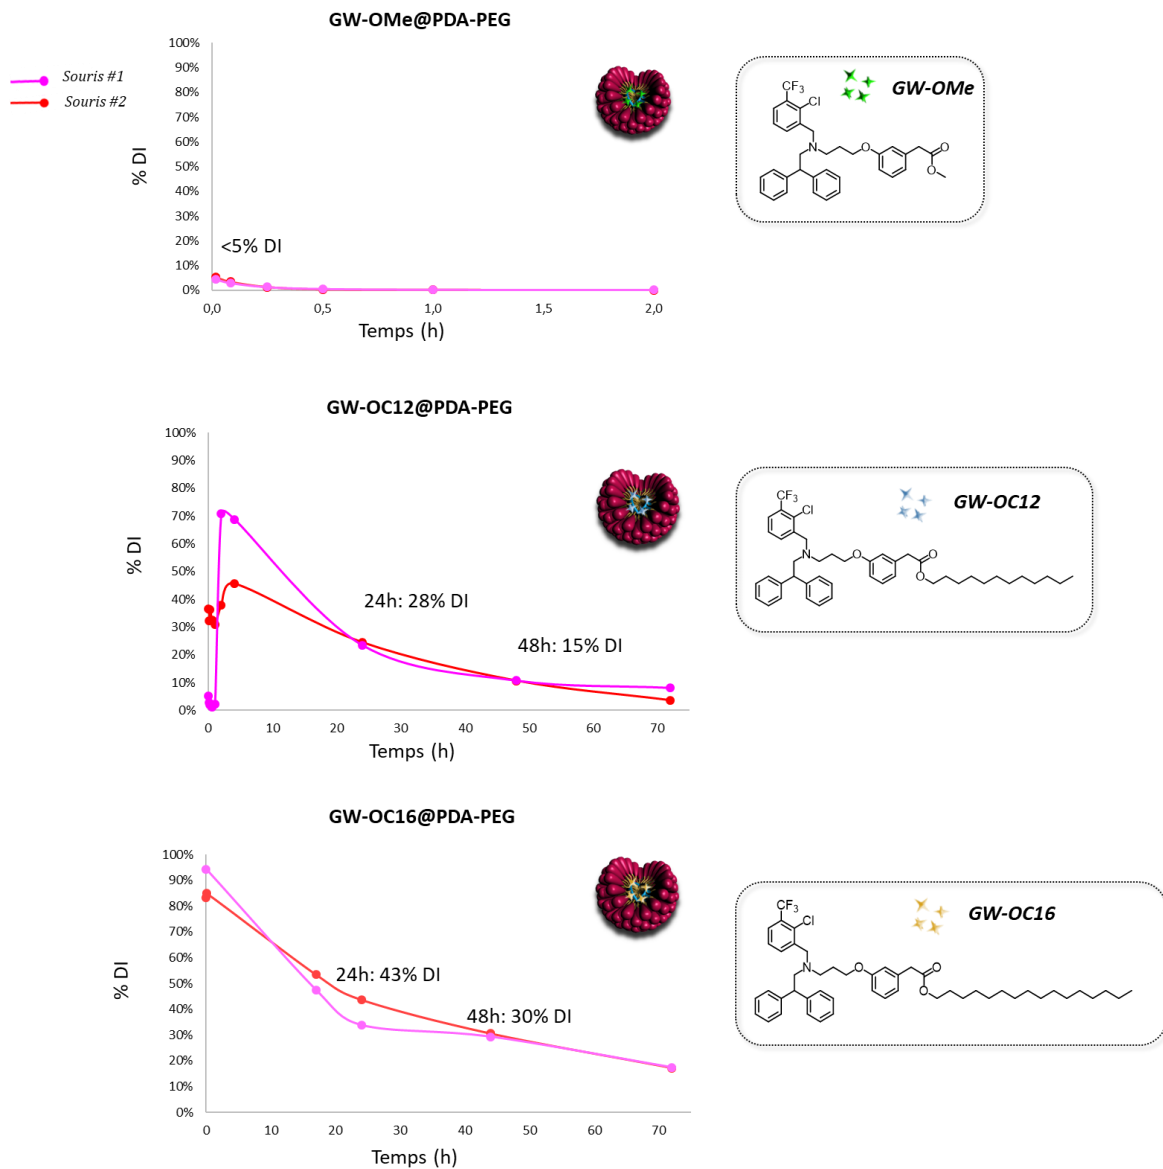 GW-OMe@PDA-PEG
Souris #1
Souris #2
% DI
100%
90%
80%
70%
60%
50%
40%
30%
20%
10%
0%
<5% DI
0,0
0,5
1,0
1,5
2,0
Temps (h)
CF3
Cl
N
O
O
O
GW-OMe
GW-OC12@PDA-PEG
% DI
100%
90%
80%
70%
60%
50%
40%
30%
20%
10%
0%
24h: 28% DI
48h: 15% DI
0
10
20
30
40
50
60
70
Temps (h)
CF3
Cl
N
O
O
O
GW-OC12
GW-OC16@PDA-PEG
% DI
100%
90%
80%
70%
60%
50%
40%
30%
20%
10%
0%
24h: 43% DI
48h: 30% DI
0
10
20
30
40
50
60
70
Temps (h)
CF3
Cl
N
O
O
O
GW-OC16